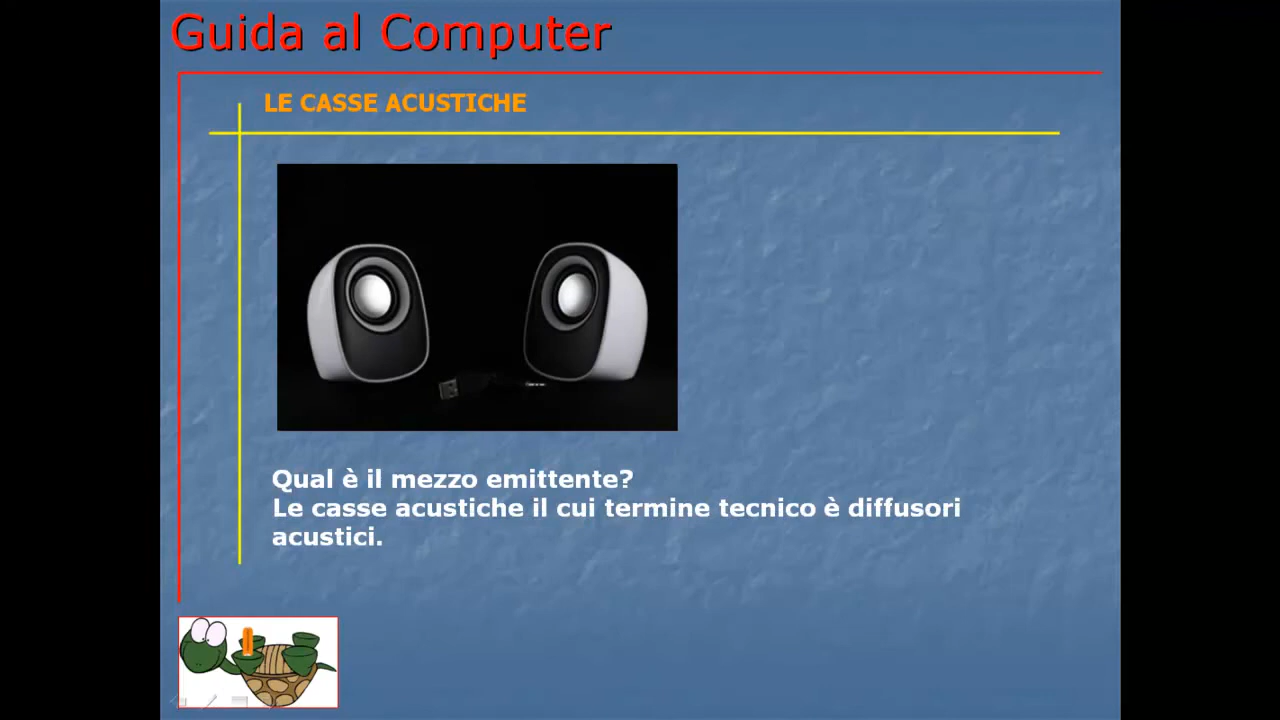 Guida al Computer
LE CASSE ACUSTICHE
Qual è il mezzo emittente?
Le casse acustiche il cui termine tecnico è diffusori
acustici.